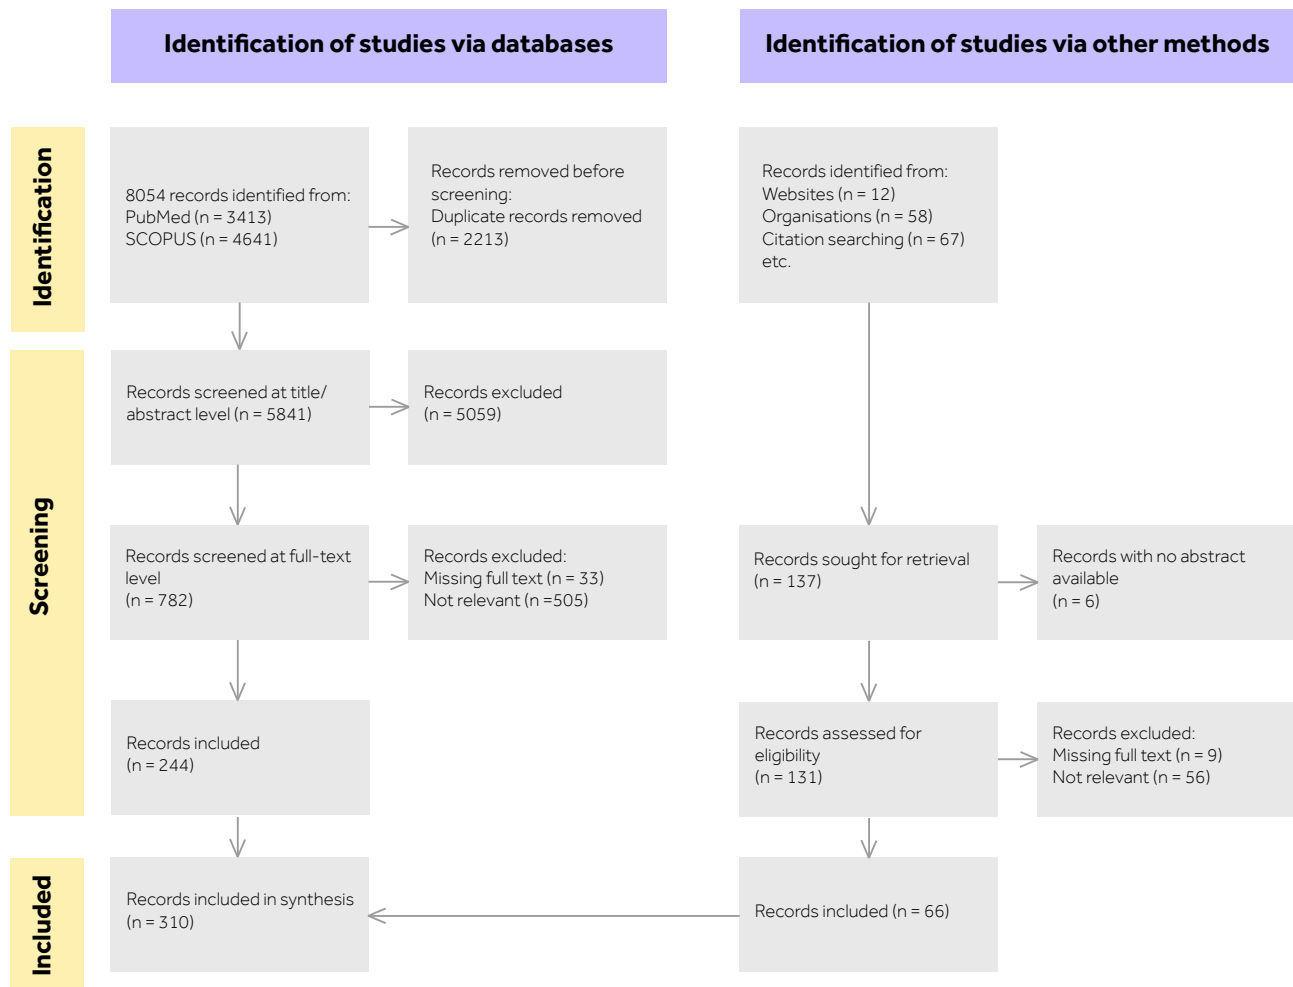 Identification of studies via databases
Identification of studies via other methods
Identification
8054 records identified from:
PubMed (n = 3413)
SCOPUS (n = 4641)
Records removed before
screening:
Duplicate records removed
(n = 2213)
Records identified from:
Websites (n = 12)
Organisations (n = 58)
Citation searching (n = 67)
etc.
Screening
Records screened at title/
abstract level (n = 5841)
Records excluded
(n = 5059)
Records screened at full-text
level
(n = 782)
Records excluded:
Missing full text (n = 33)
Not relevant (n =505)
Records sought for retrieval
(n = 137)
Records with no abstract
available
(n = 6)
Records included
(n = 244)
Records assessed for
eligibility
(n = 131)
Records excluded:
Missing full text (n = 9)
Not relevant (n = 56)
Included
Records included in synthesis
(n = 310)
Records included (n = 66)